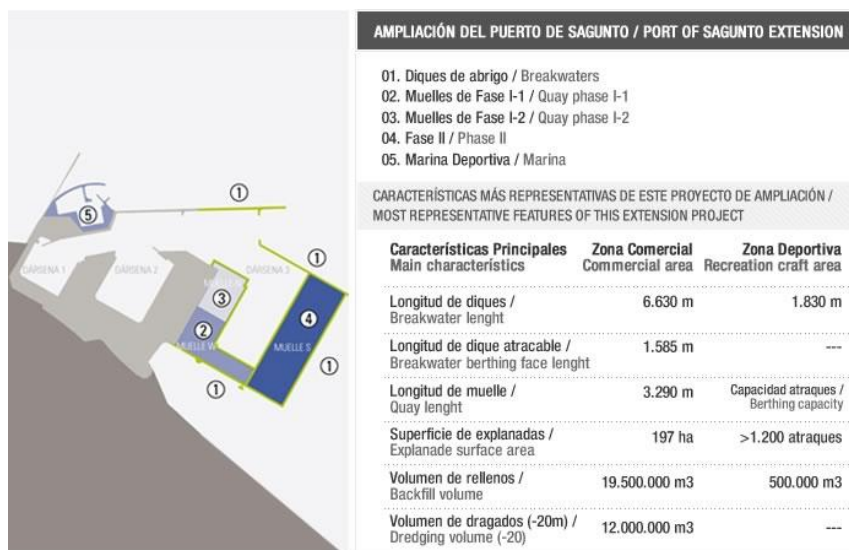 AMPLIACIÓN DEL PUERTO DE SAGUNTO / PORT OF SAGUNTO EXTENSION
01. Diques de abrigo / Breakwaters
02. Muelles de Fase I-1 / Quay phase I-1
03. Muelles de Fase I-2 / Quay phase I-2
04. Fase II / Phase II
05. Marina Deportiva / Marina
CARACTERÍSTICAS MÁS REPRESENTATIVAS DE ESTE PROYECTO DE AMPLIACIÓN /
MOST REPRESENTATIVE FEATURES OF THIS EXTENSION PROJECT
Características Principales Zona Comercial Zona Deportiva
Main characteristics Commercial area Recreation craft area
Longitud de diques / 6.630 m 1.830 m
Breakwater lenght
Longitud de dique atracable / 1.585 m ---
Breakwater berthing face lenght
Longitud de muelle / 3.290 m Capacidad atraques /
Quay lenght Berthing capacity
Superficie de explanadas / 197 ha >1.200 atraques
Explanade surface area
Volumen de rellenos / 19.500.000 m3 500.000 m3
Backfill volume
Volumen de dragados (-20m) / 12.000.000 m3 ---
Dredging volume (-20)
1
5
DÁRSENA 1
DÁRSENA 2
DÁRSENA 3
1
3
4
2
MUELLE W
MUELLE S
1
1